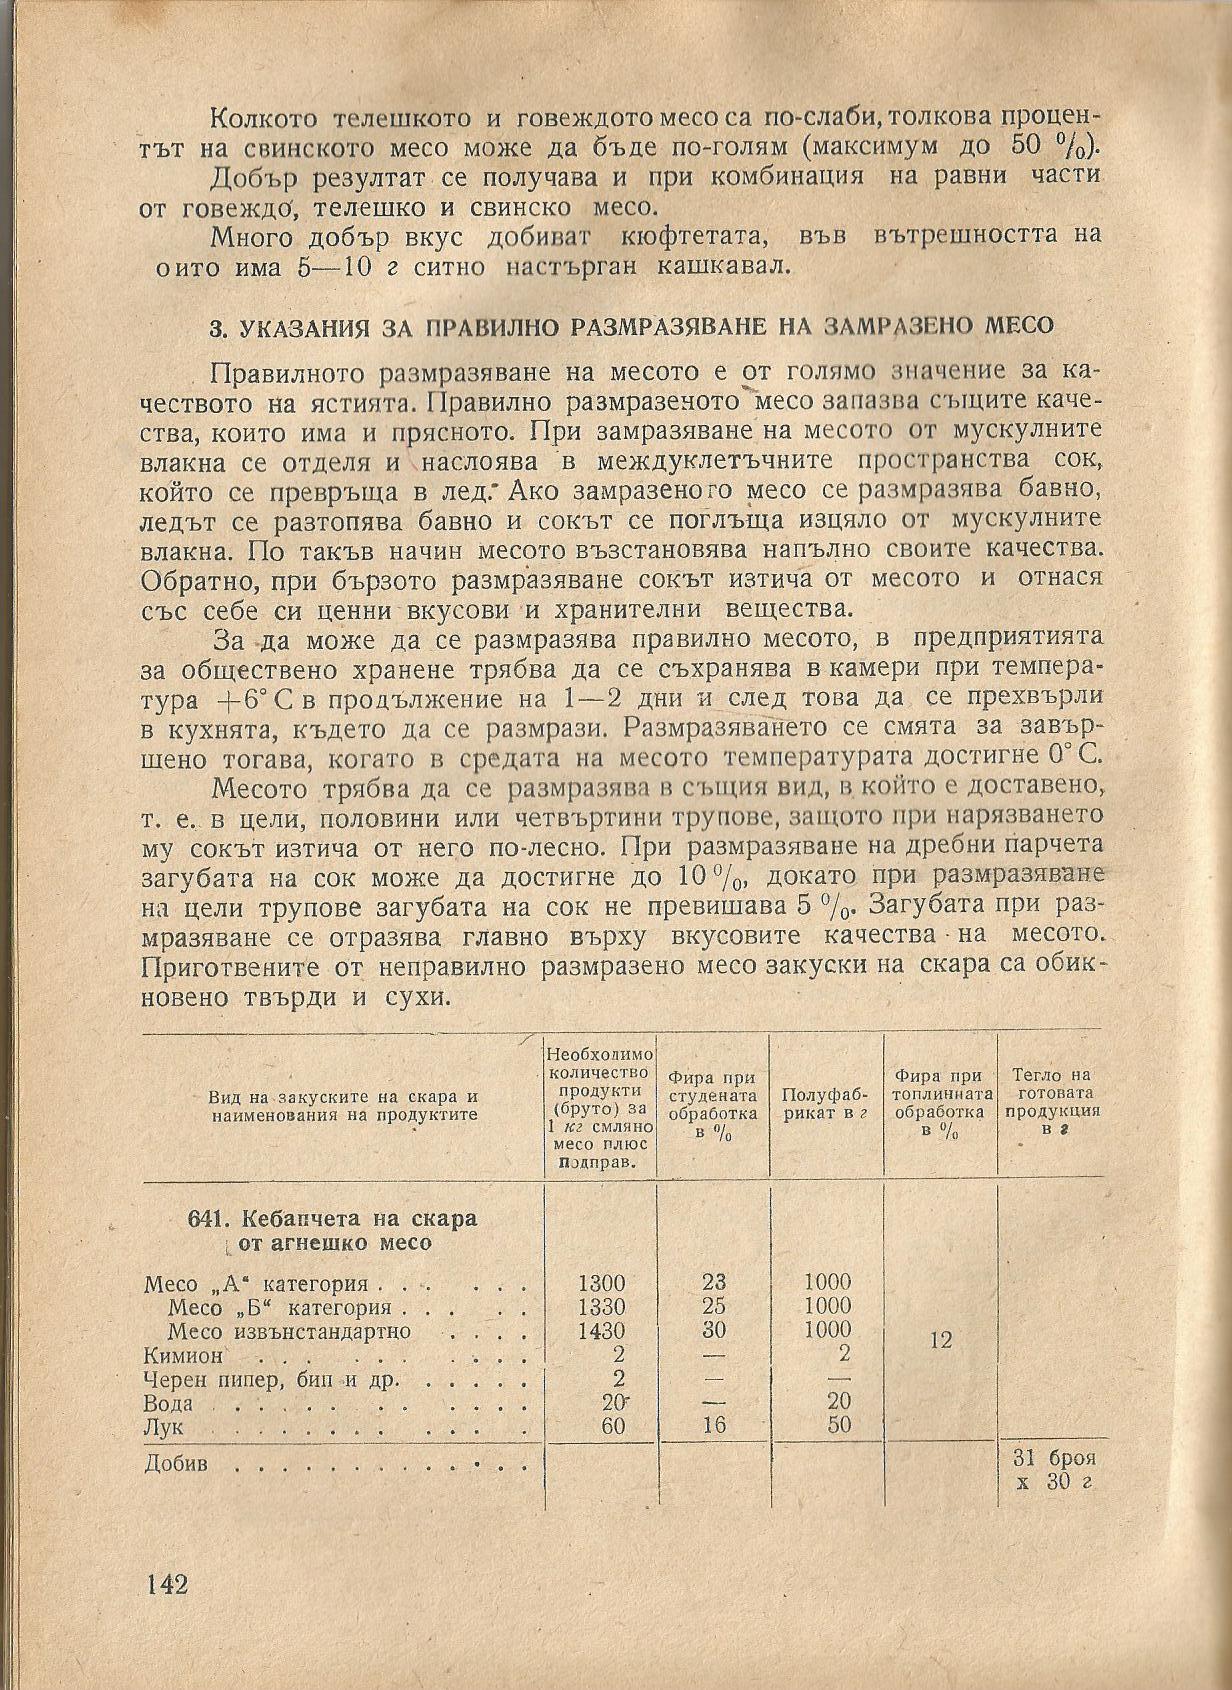 Колкото телешкото и говеждото месо са по-слаби, толкова процен-
тът на свинското месо може да бъде по-голям (максимум до 50 %).
Добър резултат се получава и при комбинация на равни части
от говеждо, телешко и свинско месо.
Много добър вкус добиват кюфтетата, във вътрешността на
оито има 5—10 г ситно настърган кашкавал.
3. УКАЗАНИЯ ЗА ПРАВИЛНО РАЗМРАЗЯВАНЕ НА ЗАМРАЗЕНО МЕСО
Правилното размразяване на месото е от голямо значение за ка-
чеството на ястията. Правилно размразеното месо запазва същите каче-
ства, които има и прясното. При замразяване на месото от мускулните
влакна се отделя и наслоява в междуклетъчните пространства сок,
който се превръща в лед. Ако замразеното месо се размразява бавно,
ледът се разтопява бавно и сокът се поглъща изцяло от мускулните
влакна. По такъв начин месото възстановява напълно своите качества.
Обратно, при бързото размразяване сокът изтича от месото и отнася
със себе си ценни вкусови и хранителни вещества.
За да може да се размразява правилно месото, в предприятията
за обществено хранене трябва да се съхранява в камери при темпера-
тура +6° С в продължение на 1—2 дни и след това да се прехвърли
в кухнята, където да се размрази. Размразяването се смята за завър-
шено тогава, когато в средата на месото температурата достигне 0° С.
Месото трябва да се размразява в същия вид, в който е доставено,
т. е. в цели, половини или четвъртини трупове, защото при нарязването
му сокът изтича от него по-лесно. При размразяване на дребни парчета
загубата на сок може да достигне до 10 %, докато при размразяване
на цели трупове загубата на сок не превишава 5 %. Загубата при раз-
мразяване се отразява главно върху вкусовите качества на месото.
Приготвените от неправилно размразено месо закуски на скара са обик-
новено твърди и сухи.
Вид на закуските на скара и
наименования на продуктите
Необходимо
количество
продукти
(бруто) за
1 кг смляно
месо плюс
подправ.
Фира при
студената
обработка
в %
Полуфаб-
рикат в г
Фира при
топлинната
обработка
в %
Тегло на
готовата
продукция
в г
641. Кебапчета на скара
от агнешко месо
Месо „А“ категория . . . . . . . 1300 23 1000
Месо „Б“ категория . . . . . 1330 25 1000
Месо извънстандартно . . . . 1430 30 1000
12
Кимион . . . . . . . . . . 2 — 2
Черен пипер, бип и др. . . . . . 2 — —
Вода . . . . . . . . . . . . 20 — 20
Лук . . . . . . . . . . . . 60 16 50
Добив . . . . . . . . . . . . . 31 броя
х 30 г
142